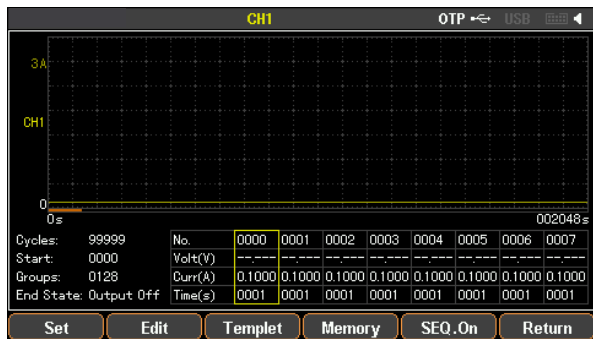 CH1 OTP USB
3A
CH1
0
0s 002048s
Cycles: 99999 No. 0000 0001 0002 0003 0004 0005 0006 0007
Start: 0000 Volt(V) --.--- --.--- --.--- --.--- --.--- --.--- --.--- --.---
Groups: 0128 Curr(A) 0.1000 0.1000 0.1000 0.1000 0.1000 0.1000 0.1000 0.1000
End State: Output Off Time(s) 0001 0001 0001 0001 0001 0001 0001 0001
Set Edit Templet Memory SEQ.On Return